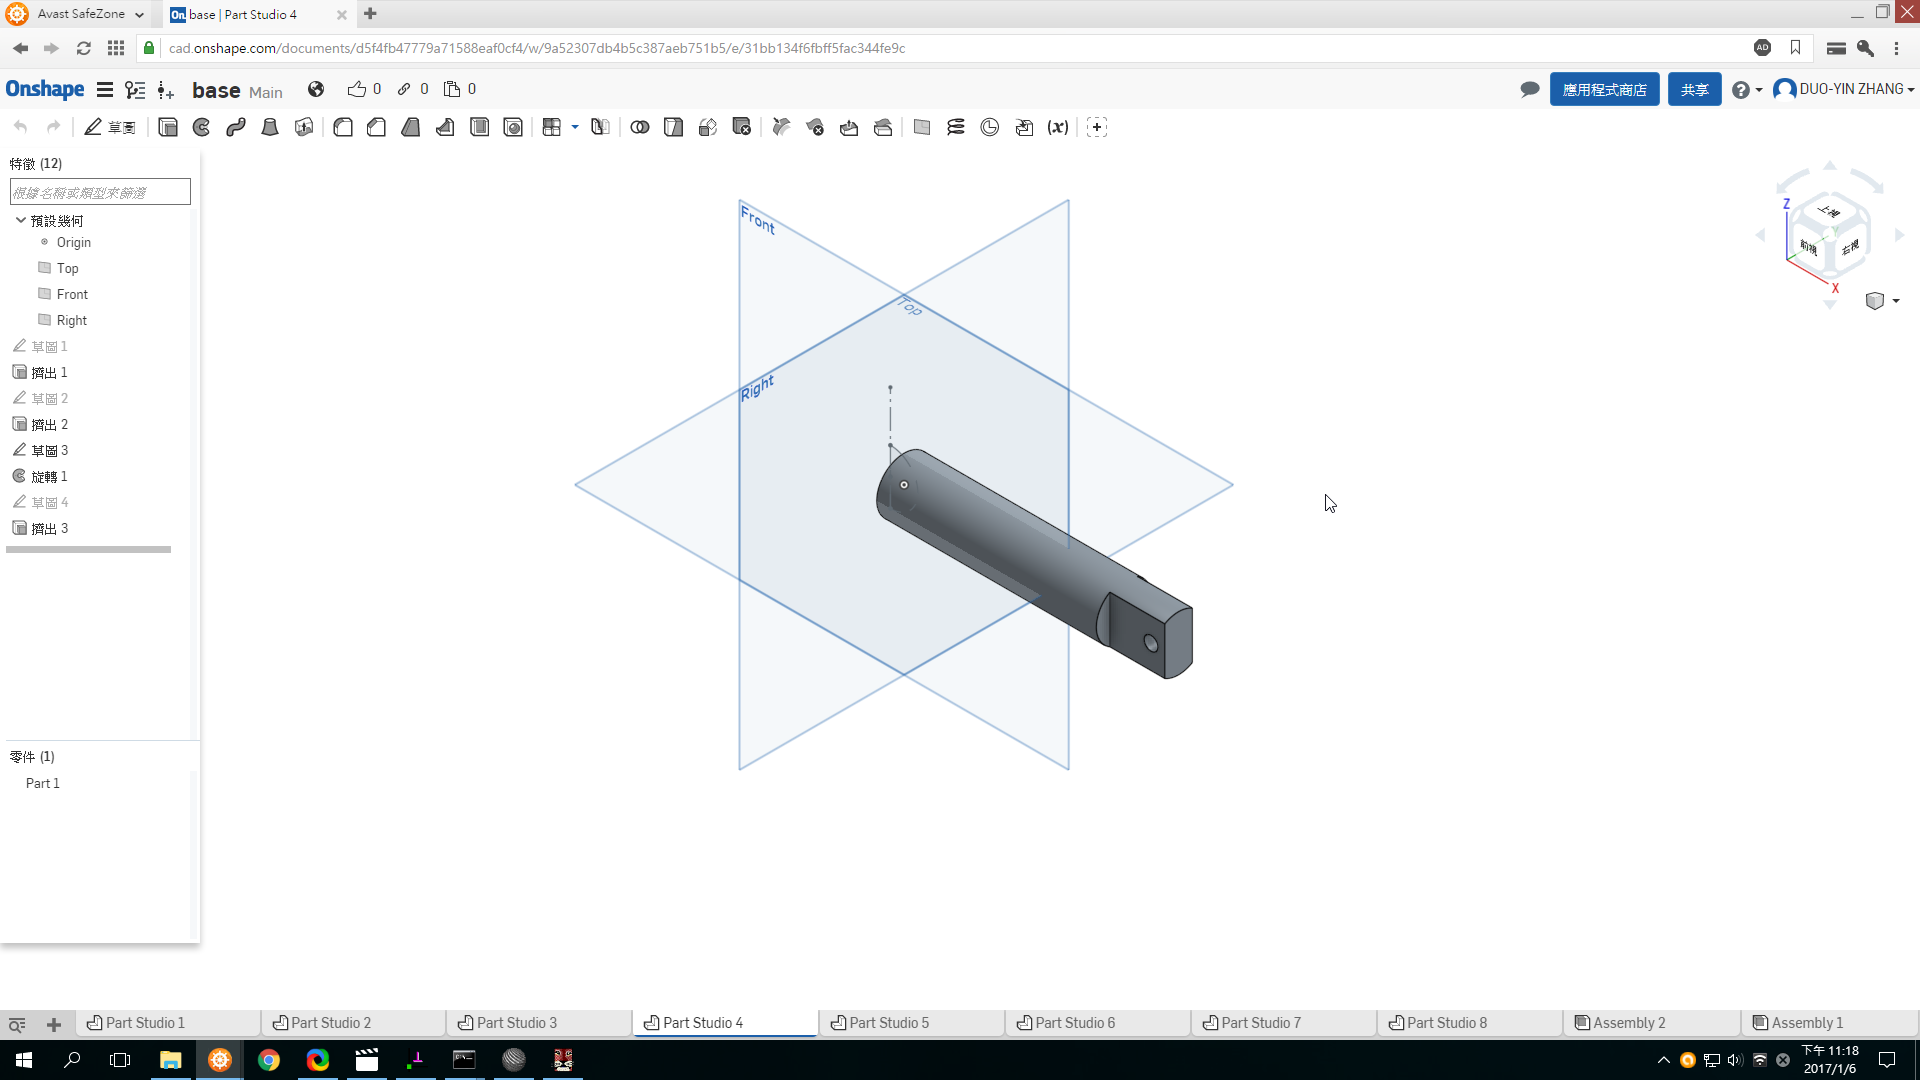 Avast SafeZone
On. base | Part Studio 4
cad.onshape.com/documents/d5f4fb47779a71588eaf0cf4/w/9a52307db4b5c387aeb751b5/e/31bb134f6fbff5fac344fe9c
AD
Onshape
base Main
0
0
0
應用程式商店
共享
DUO-YIN ZHANG
草圖
(x)
特徵 (12)
根據名稱或類型來篩選
預設幾何
Origin
Top
Front
Right
草圖 1
擠出 1
草圖 2
擠出 2
草圖 3
旋轉 1
草圖 4
擠出 3
零件 (1)
Part 1
Front
Top
Right
Z
上視
Y
前視
右視
X
Part Studio 1
Part Studio 2
Part Studio 3
Part Studio 4
Part Studio 5
Part Studio 6
Part Studio 7
Part Studio 8
Assembly 2
Assembly 1
下午 11:18
2017/1/6